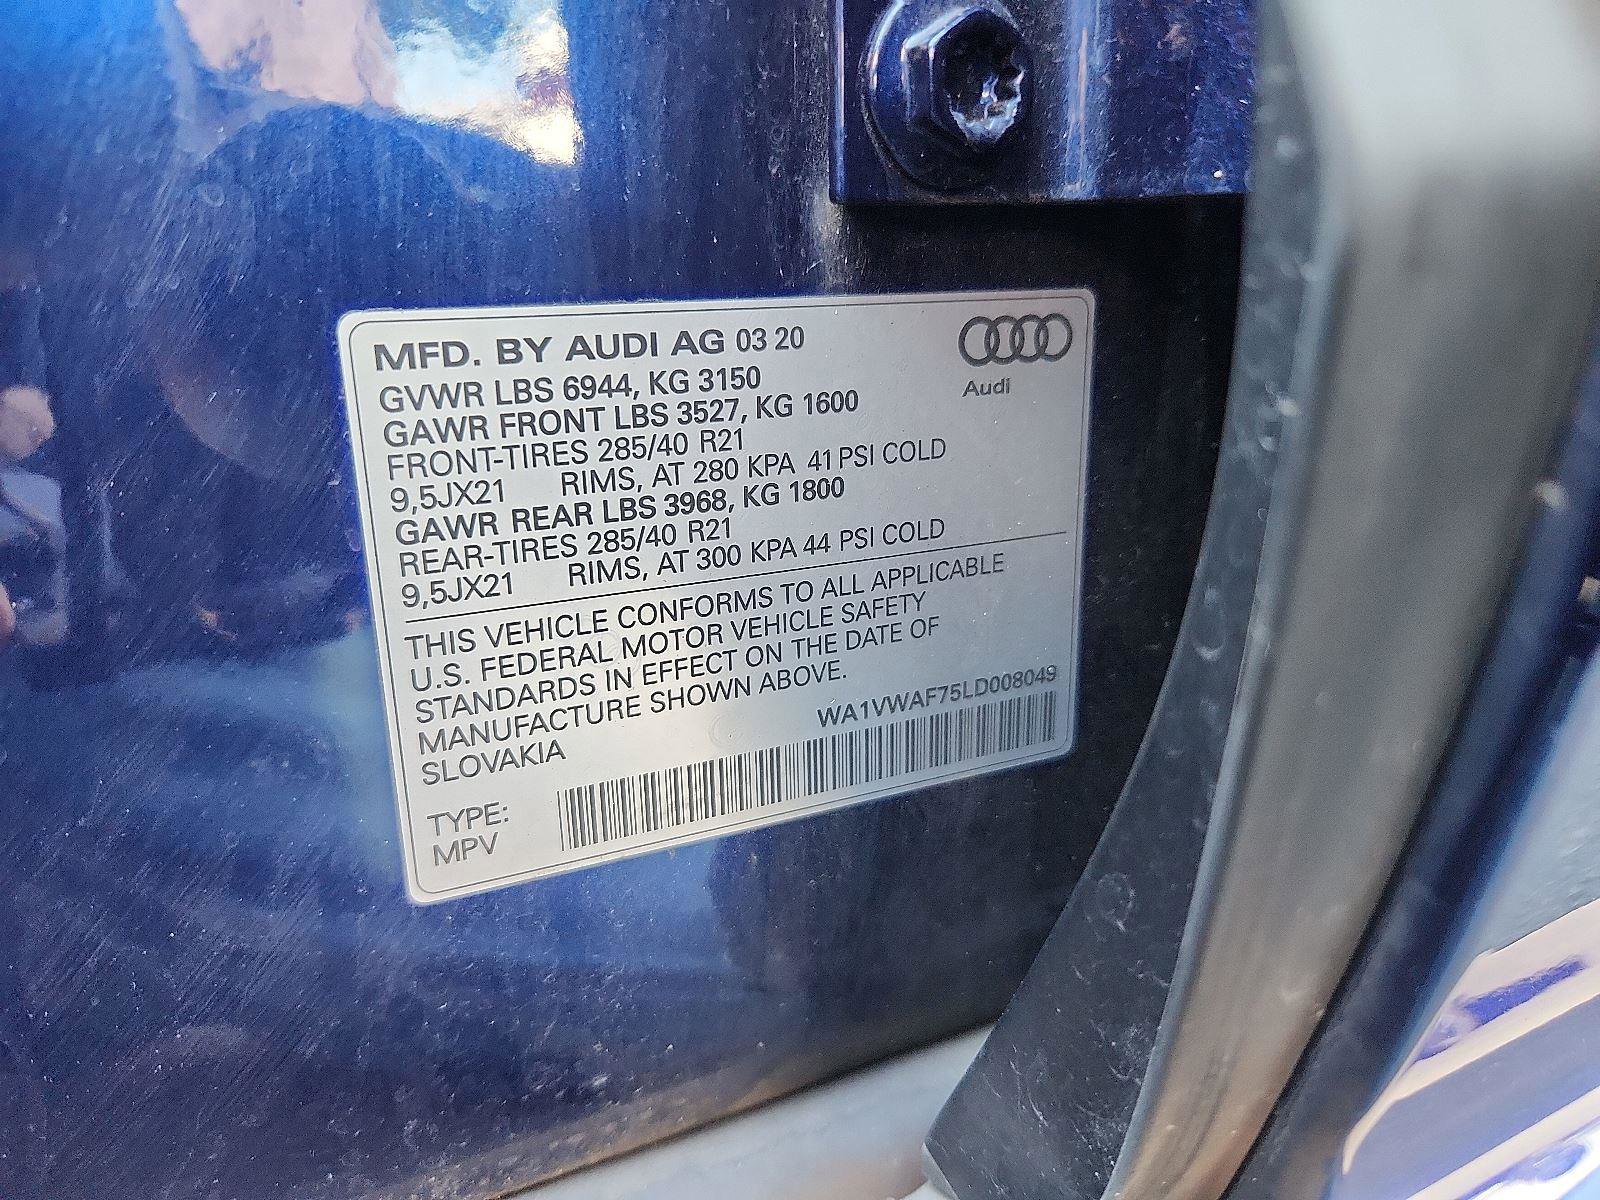 MFD. BY AUDI AG 03 20
Audi
GVWR LBS 6944, KG 3150
GAWR FRONT LBS 3527, KG 1600
FRONT-TIRES 285/40 R21
9,5JX21 RIMS, AT 280 KPA 41 PSI COLD
GAWR REAR LBS 3968, KG 1800
REAR-TIRES 285/40 R21
9,5JX21 RIMS, AT 300 KPA 44 PSI COLD
THIS VEHICLE CONFORMS TO ALL APPLICABLE
U.S. FEDERAL MOTOR VEHICLE SAFETY
STANDARDS IN EFFECT ON THE DATE OF
MANUFACTURE SHOWN ABOVE.
SLOVAKIA
WA1VWAF75LD008049
TYPE:
MPV